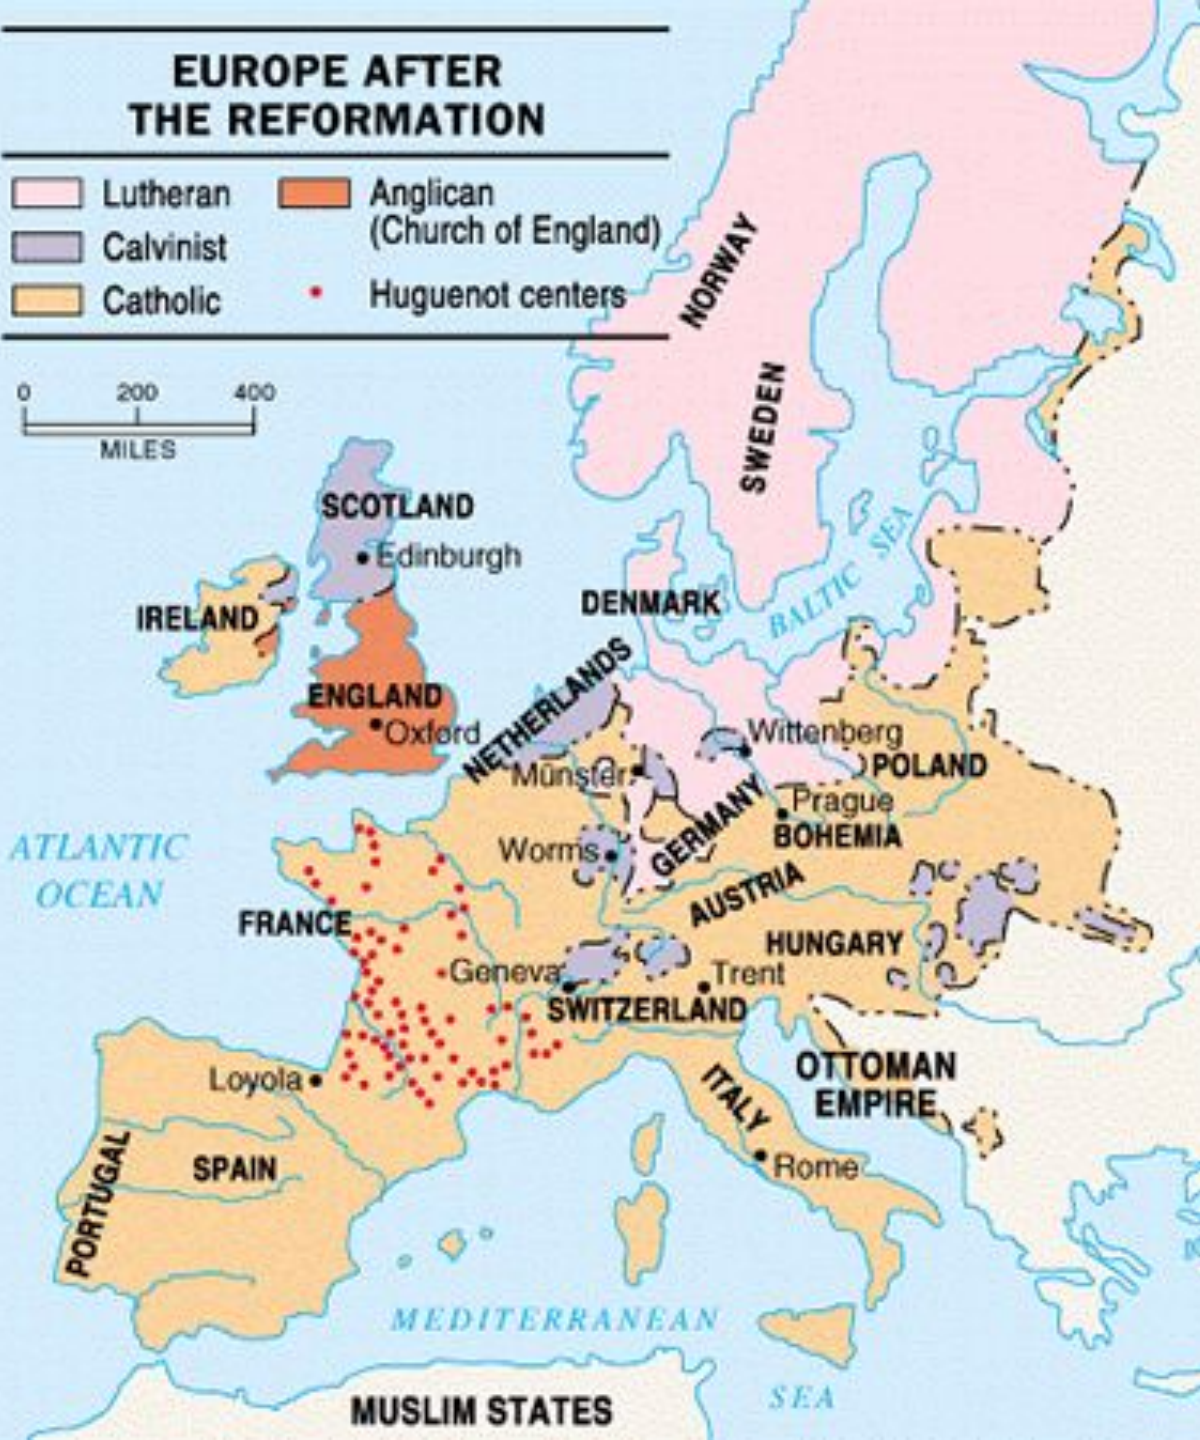 EUROPE AFTER
THE REFORMATION
Lutheran
Calvinist
Catholic
Anglican
(Church of England)
Huguenot centers
0 200 400
MILES
NORWAY
SWEDEN
SCOTLAND
Edinburgh
IRELAND
ENGLAND
Oxford
DENMARK
BALTIC SEA
NETHERLANDS
Münster
Wittenberg
POLAND
GERMANY
Prague
BOHEMIA
Worms
AUSTRIA
ATLANTIC
OCEAN
FRANCE
HUNGARY
Geneva
Trent
SWITZERLAND
OTTOMAN
EMPIRE
Loyola
ITALY
PORTUGAL
SPAIN
Rome
MEDITERRANEAN
SEA
MUSLIM STATES